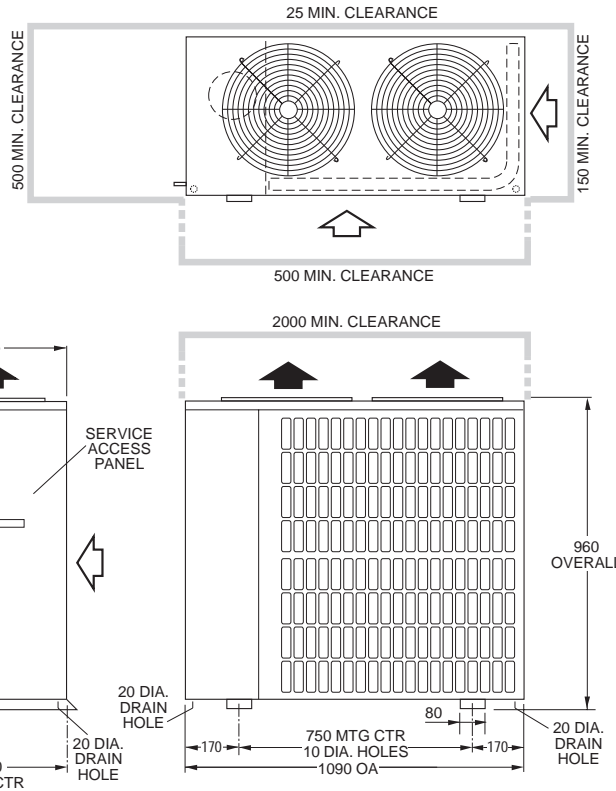 25 MIN. CLEARANCE
500 MIN. CLEARANCE
150 MIN. CLEARANCE
500 MIN. CLEARANCE
2000 MIN. CLEARANCE
SERVICE
ACCESS
PANEL
960
OVERALL
20 DIA.
DRAIN
HOLE
80
20 DIA.
DRAIN
HOLE
20 DIA.
DRAIN
HOLE
170
750 MTG CTR
10 DIA. HOLES
170
1090 OA
CTR